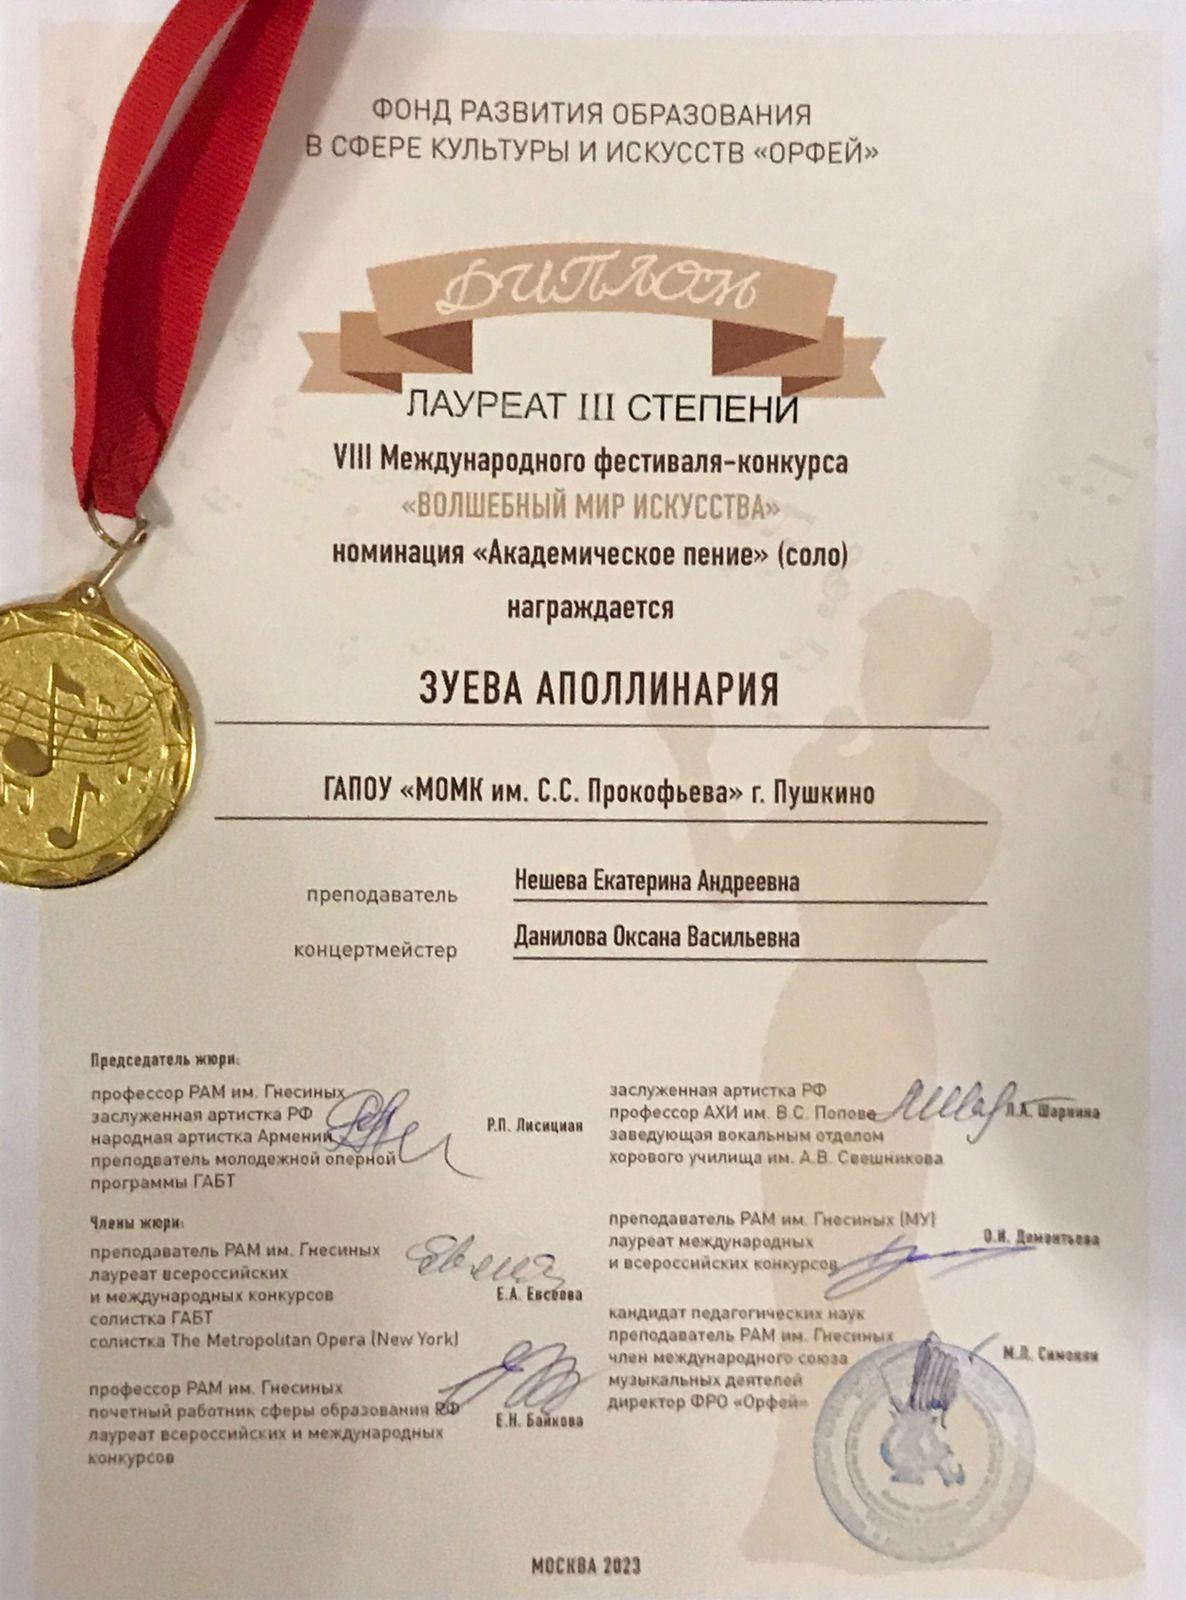 ФОНД РАЗВИТИЯ ОБРАЗОВАНИЯ
В СФЕРЕ КУЛЬТУРЫ И ИСКУССТВ «ОРФЕЙ»
ДИПЛОМ
ЛАУРЕАТ III СТЕПЕНИ
VIII Международного фестиваля-конкурса
«ВОЛШЕБНЫЙ МИР ИСКУССТВА»
номинация «Академическое пение» (соло)
награждается
ЗУЕВА АПОЛЛИНАРИЯ
ГАПОУ «МОМК им. С.С. Прокофьева» г. Пушкино
преподаватель Нешева Екатерина Андреевна
концертмейстер Данилова Оксана Васильевна
Председатель жюри:
профессор РАМ им. Гнесиных
заслуженная артистка РФ
народная артистка Армении
преподватель молодежной оперной
программы ГАБТ
Р.П. Лисициан
Члены жюри:
преподаватель РАМ им. Гнесиных
лауреат всероссийских
и международных конкурсов
солистка ГАБТ
солистка The Metropolitan Opera (New York)
Е.А. Евсеева
профессор РАМ им. Гнесиных
почетный работник сферы образования РФ
лауреат всероссийских и международных
конкурсов
Е.Н. Байкова
заслуженная артистка РФ
профессор АХИ им. В.С. Попова
заведующая вокальным отделом
хорового училища им. А.В. Свешникова
Л.А. Шарнина
преподаватель РАМ им. Гнесиных (МУ)
лауреат международных
и всероссийских конкурсов
О.И. Дементьева
кандидат педагогических наук
преподаватель РАМ им. Гнесиных
член международного союза
музыкальных деятелей
директор ФРО «Орфей»
М.Л. Симонян
МОСКВА 2023